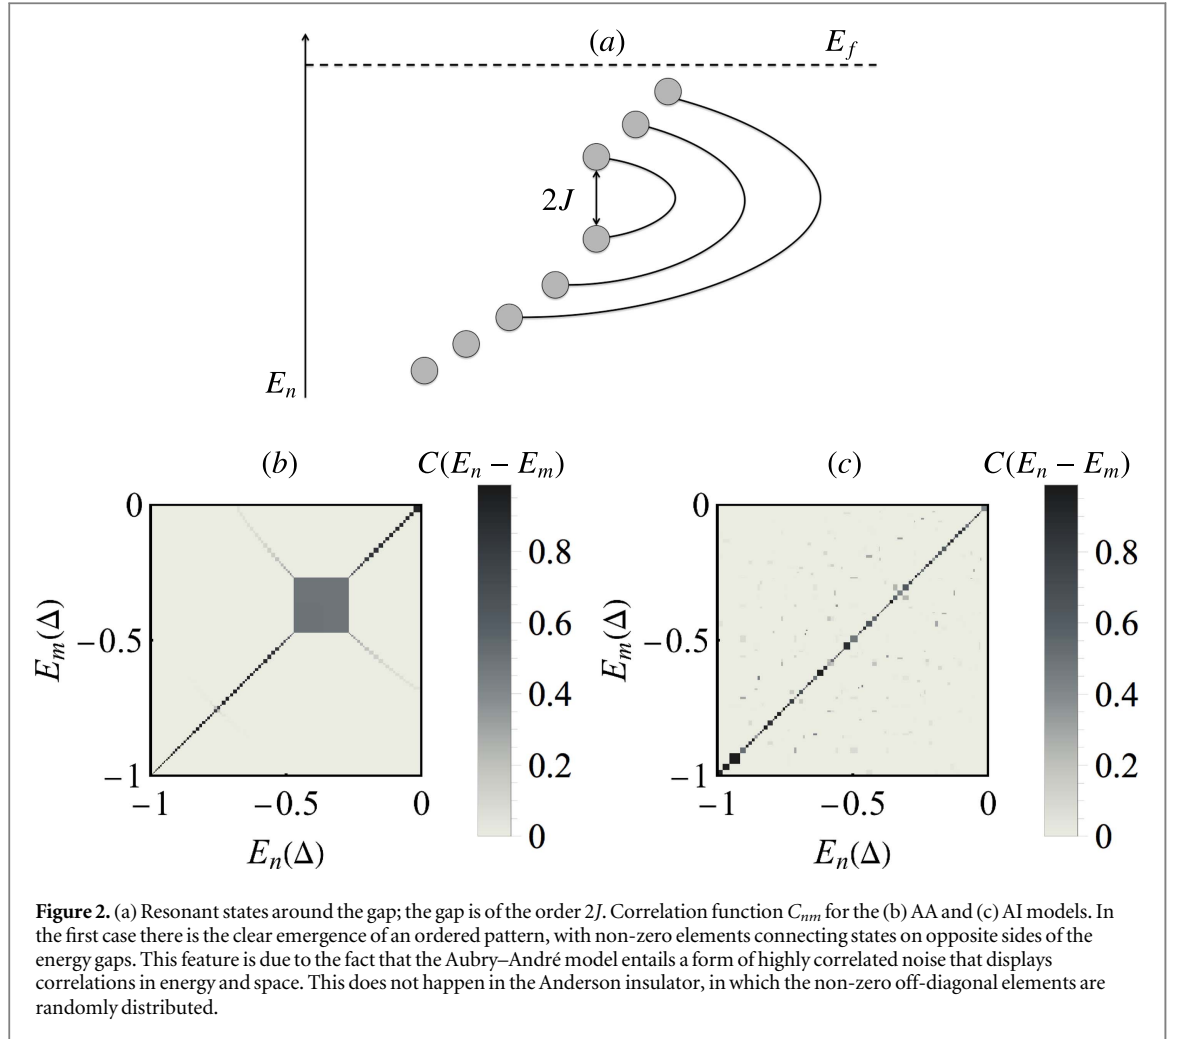 (a)
E_f
2J
E_n
(b)
C(E_n − E_m)
(c)
C(E_n − E_m)
0
0.8
0.6
E_m(Δ)
−0.5
0.4
0.2
−1
0
−1
−0.5
0
E_n(Δ)
0
0.8
0.6
E_m(Δ)
−0.5
0.4
0.2
−1
0
−1
−0.5
0
E_n(Δ)
Figure 2. (a) Resonant states around the gap; the gap is of the order 2J. Correlation function C_nm for the (b) AA and (c) AI models. In
the first case there is the clear emergence of an ordered pattern, with non-zero elements connecting states on opposite sides of the
energy gaps. This feature is due to the fact that the Aubry–André model entails a form of highly correlated noise that displays
correlations in energy and space. This does not happen in the Anderson insulator, in which the non-zero off-diagonal elements are
randomly distributed.